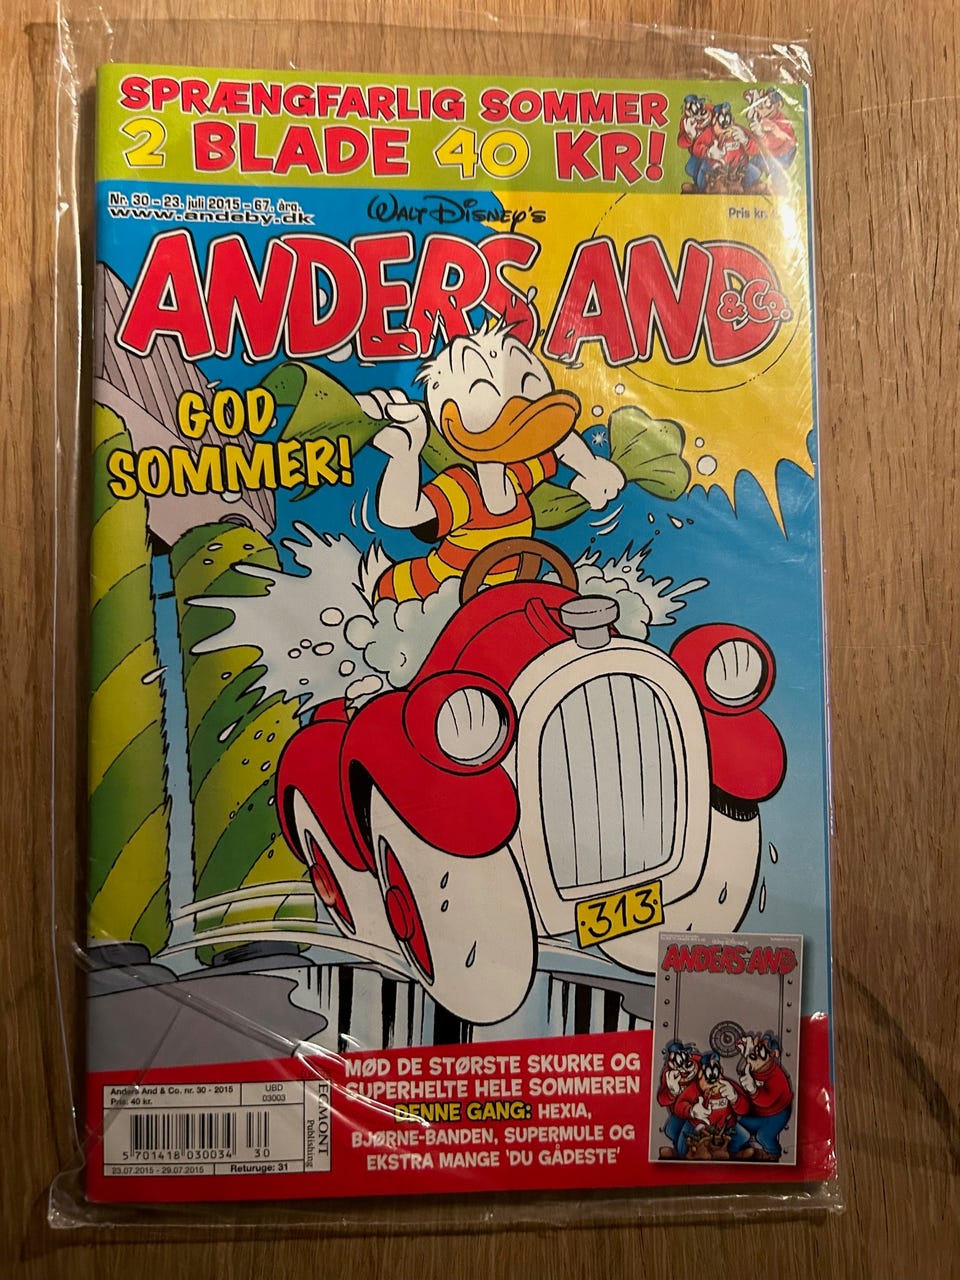 SPRÆNGFARLIG SOMMER
2 BLADE 40 KR!
Nr. 30 - 23. juli 2015 - 67. årg.
www.andeby.dk
WALT DISNEY'S
Pris kr.
ANDERS AND
& Co.
GOD
SOMMER!
313
ANDERS AND
MØD DE STØRSTE SKURKE OG
SUPERHELTE HELE SOMMEREN
DENNE GANG: HEXIA,
BJØRNE-BANDEN, SUPERMULE OG
EKSTRA MANGE 'DU GÅDESTE'
Anders And & Co. nr. 30 - 2015
Pris: 40 kr.
UBD
03003
5 701418 030034 30
23.07.2015 - 29.07.2015
Returuge: 31
EGMONT
Publishing